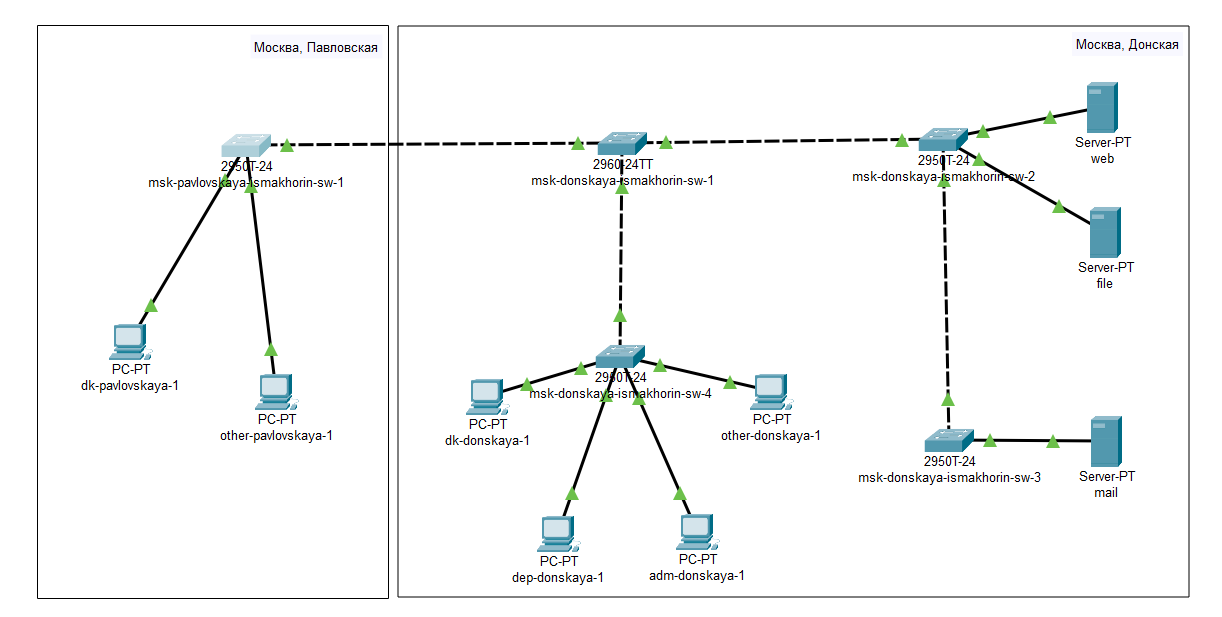 Москва, Павловская
Москва, Донская
2950T-24
msk-pavlovskaya-ismakhorin-sw-1
2960-24TT
msk-donskaya-ismakhorin-sw-1
2950T-24
msk-donskaya-ismakhorin-sw-2
Server-PT
web
Server-PT
file
PC-PT
dk-pavlovskaya-1
PC-PT
other-pavlovskaya-1
2950T-24
msk-donskaya-ismakhorin-sw-4
PC-PT
dk-donskaya-1
PC-PT
other-donskaya-1
PC-PT
dep-donskaya-1
PC-PT
adm-donskaya-1
2950T-24
msk-donskaya-ismakhorin-sw-3
Server-PT
mail